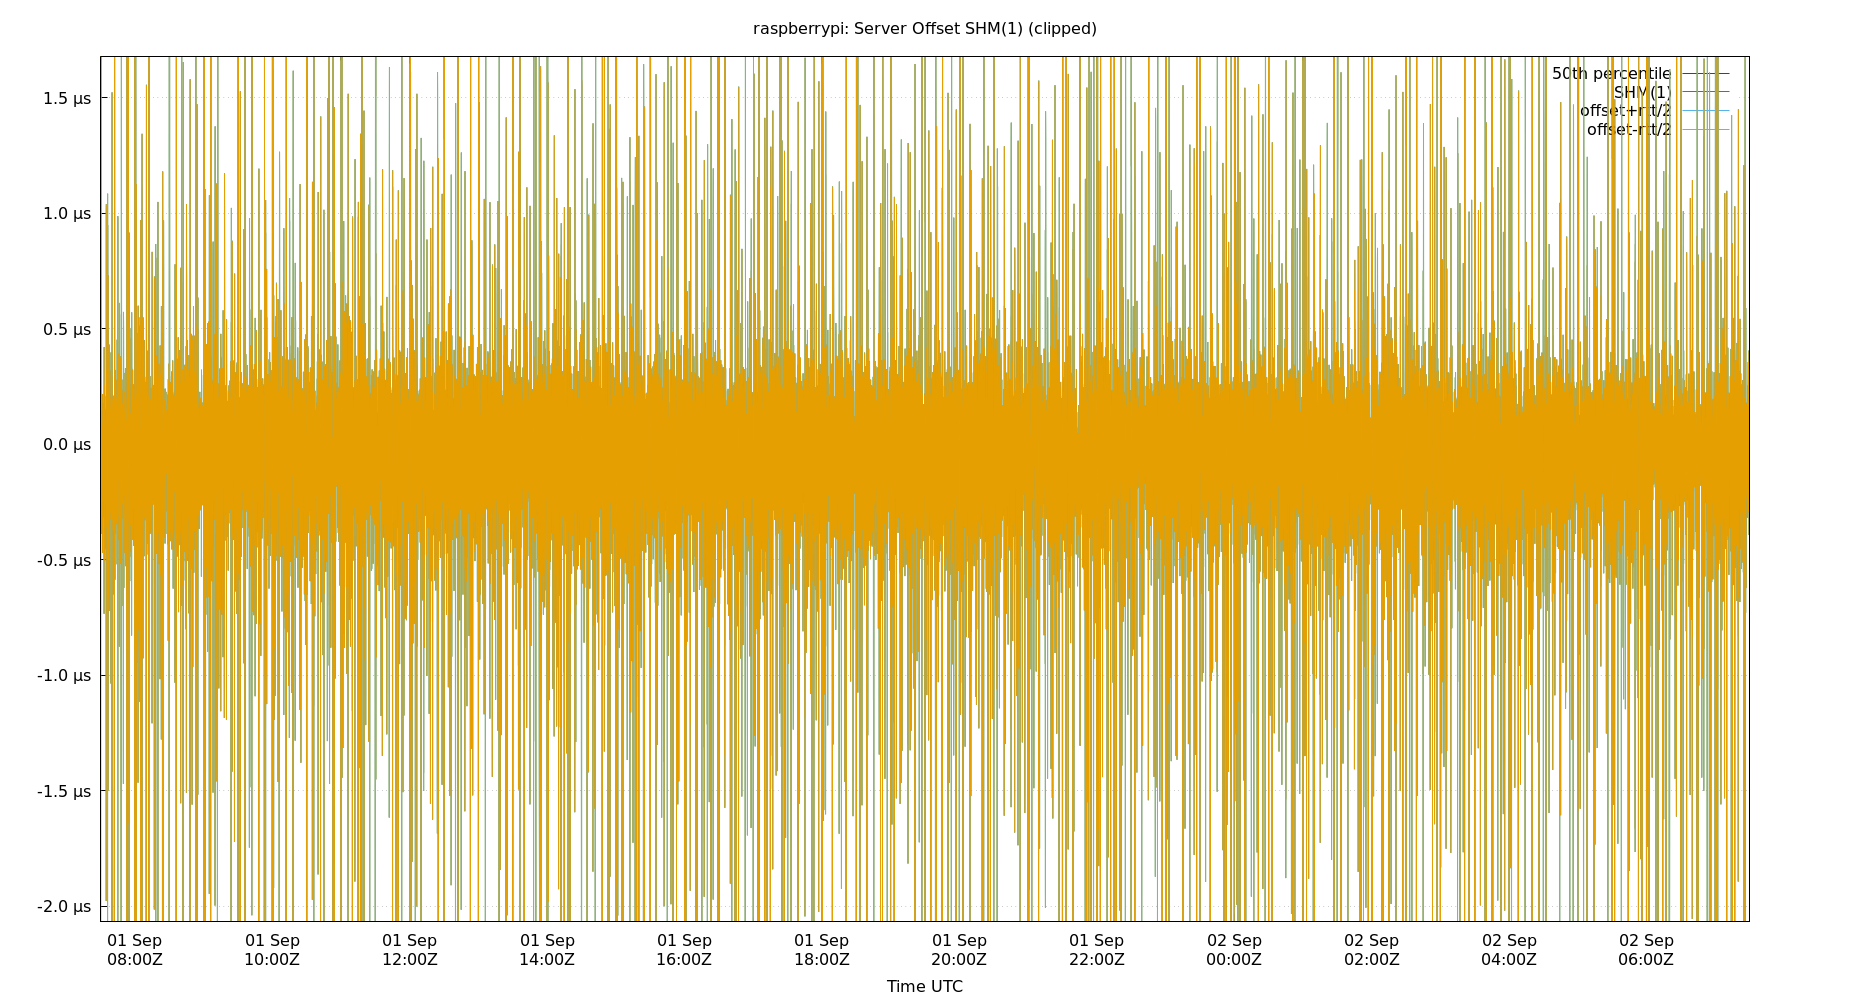 raspberrypi: Server Offset SHM(1) (clipped)
50th percentile
SHM(1)
offset+rtt/2
offset-rtt/2
1.5 µs
1.0 µs
0.5 µs
0.0 µs
-0.5 µs
-1.0 µs
-1.5 µs
-2.0 µs
01 Sep 01 Sep 01 Sep 01 Sep 01 Sep 01 Sep 01 Sep 01 Sep 02 Sep 02 Sep 02 Sep 02 Sep
08:00Z 10:00Z 12:00Z 14:00Z 16:00Z 18:00Z 20:00Z 22:00Z 00:00Z 02:00Z 04:00Z 06:00Z
Time UTC